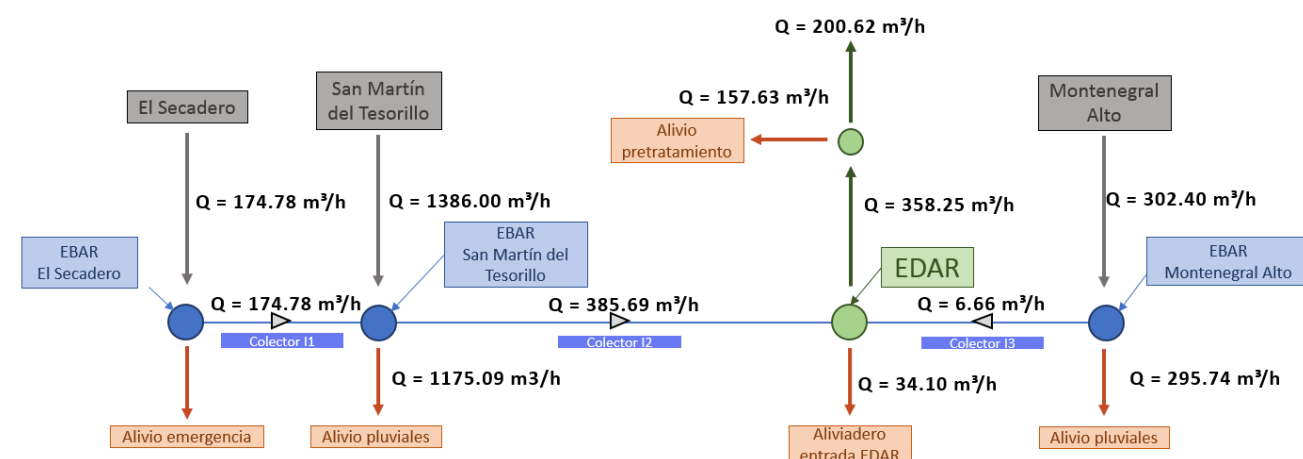 Q = 200.62 m³/h
El Secadero
San Martín
del Tesorillo
Q = 157.63 m³/h
Alivio
pretratamiento
Montenegral
Alto
Q = 174.78 m³/h
Q = 1386.00 m³/h
Q = 358.25 m³/h
Q = 302.40 m³/h
EBAR
El Secadero
EBAR
San Martín del
Tesorillo
EDAR
EBAR
Montenegral Alto
Q = 174.78 m³/h
Q = 385.69 m³/h
Q = 6.66 m³/h
Colector I1
Colector I2
Colector I3
Q = 1175.09 m3/h
Q = 34.10 m³/h
Q = 295.74 m³/h
Alivio emergencia
Alivio pluviales
Aliviadero
entrada EDAR
Alivio pluviales